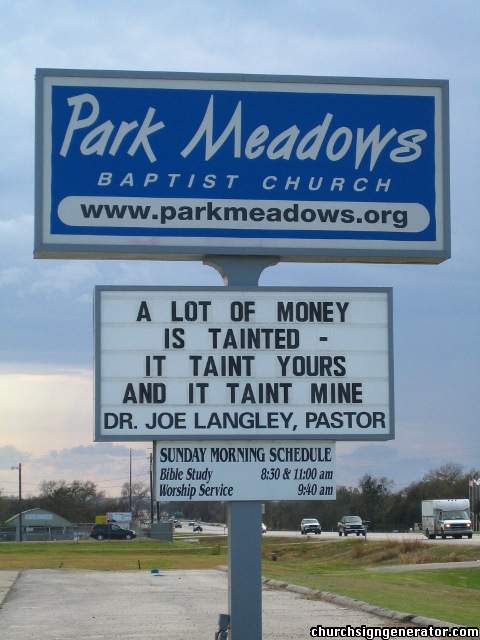 Park Meadows
BAPTIST CHURCH
www.parkmeadows.org
A LOT OF MONEY
IS TAINTED -
IT TAINT YOURS
AND IT TAINT MINE
DR. JOE LANGLEY, PASTOR
SUNDAY MORNING SCHEDULE
Bible Study 8:30 & 11:00 am
Worship Service 9:40 am
churchsigngenerator.com